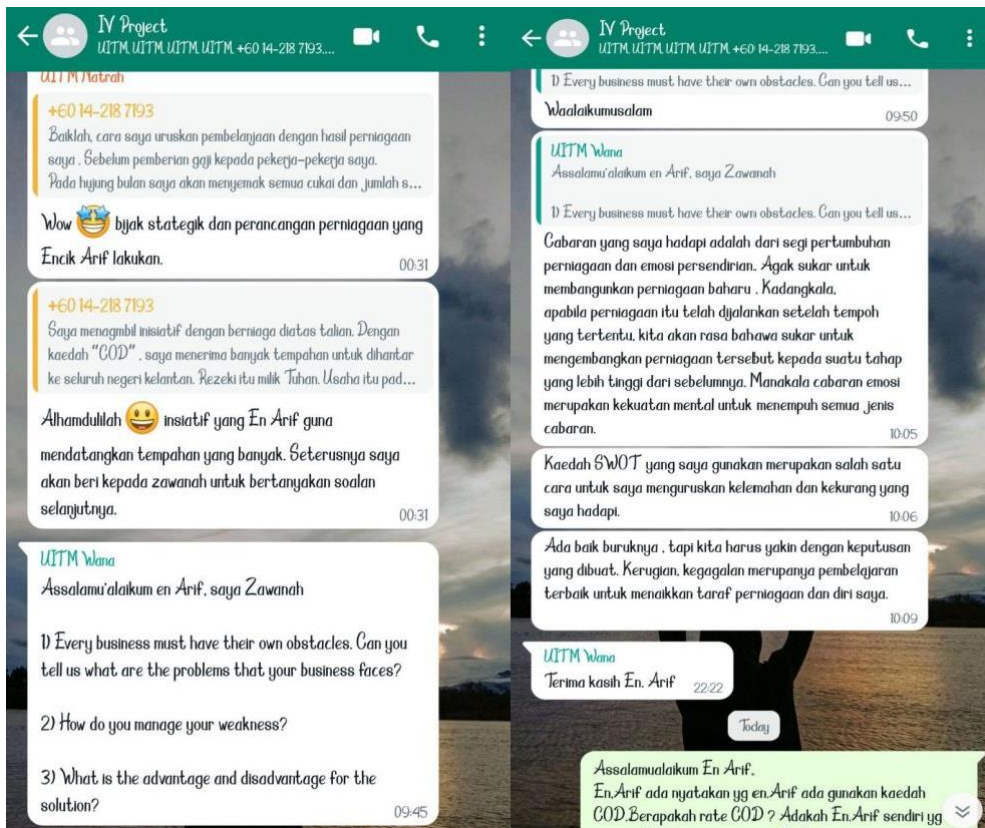 IV Project
UITM, UITM, UITM, UITM, +60 14-218 7193....
UITM Natrah
+60 14-218 7193
Baiklah, cara saya uruskan pembelanjaan dengan hasil perniagaan
saya . Sebelum pemberian gaji kepada pekerja-pekerja saya.
Pada hujung bulan saya akan menyemak semua cukai dan jumlah s...
Wow 🤩 bijak stategik dan perancangan perniagaan yang
Encik Arif lakukan.
00:31
+60 14-218 7193
Saya menagmbil inisiatif dengan berniaga diatas talian. Dengan
kaedah "COD" , saya menerima banyak tempahan untuk dihantar
ke seluruh negeri kelantan. Rezeki itu milik Tuhan. Usaha itu pad...
Alhamdulilah 😃 insiatif yang En Arif guna
mendatangkan tempahan yang banyak. Seterusnya saya
akan beri kepada zawanah untuk bertanyakan soalan
selanjutnya.
00:31
UITM Wana
Assalamu'alaikum en Arif, saya Zawanah
1) Every business must have their own obstacles. Can you
tell us what are the problems that your business faces?
2) How do you manage your weakness?
3) What is the advantage and disadvantage for the
solution?
09:45
IV Project
UITM, UITM, UITM, UITM, +60 14-218 7193....
1) Every business must have their own obstacles. Can you tell us...
Waalaikumusalam
09:50
UITM Wana
Assalamu'alaikum en Arif, saya Zawanah
1) Every business must have their own obstacles. Can you tell us...
Cabaran yang saya hadapi adalah dari segi pertumbuhan
perniagaan dan emosi persendirian. Agak sukar untuk
membangunkan perniagaan baharu . Kadangkala,
apabila perniagaan itu telah dijalankan setelah tempoh
yang tertentu, kita akan rasa bahawa sukar untuk
mengembangkan perniagaan tersebut kepada suatu tahap
yang lebih tinggi dari sebelumnya. Manakala cabaran emosi
merupakan kekuatan mental untuk menempuh semua jenis
cabaran.
10:05
Kaedah SWOT yang saya gunakan merupakan salah satu
cara untuk saya menguruskan kelemahan dan kekurang yang
saya hadapi.
10:06
Ada baik buruknya , tapi kita harus yakin dengan keputusan
yang dibuat. Kerugian, kegagalan merupanya pembelajaran
terbaik untuk menaikkan taraf perniagaan dan diri saya.
10:09
UITM Wana
Terima kasih En. Arif
22:22
Today
Assalamualaikum En Arif,
En.Arif ada nyatakan yg en.Arif ada gunakan kaedah
COD.Berapakah rate COD ? Adakah En.Arif sendiri yg